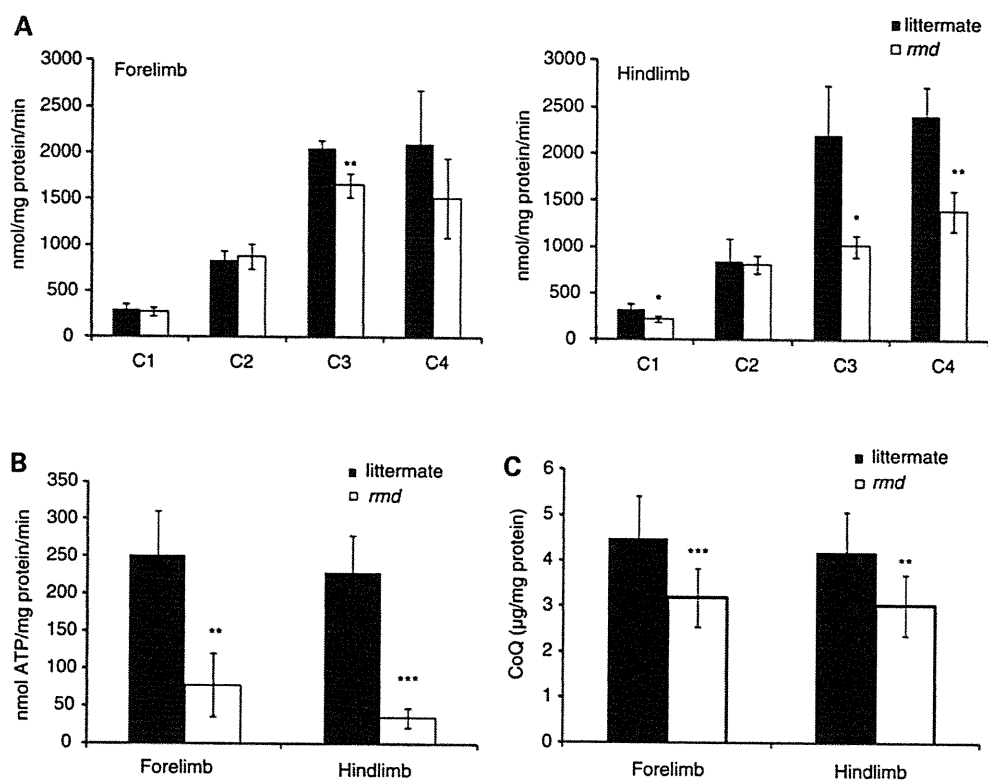 A
■ littermate
□ rmd
Forelimb
Hindlimb
nmol/mg protein/min
3000
2500
2000
1500
1000
500
0
**
C1 C2 C3 C4
nmol/mg protein/min
3000
2500
2000
1500
1000
500
0
*
*
**
C1 C2 C3 C4
B
■ littermate
□ rmd
nmol ATP/mg protein/min
350
300
250
200
150
100
50
0
**
***
Forelimb Hindlimb
C
■ littermate
□ rmd
CoQ (µg/mg protein)
6
5
4
3
2
1
0
***
**
Forelimb Hindlimb